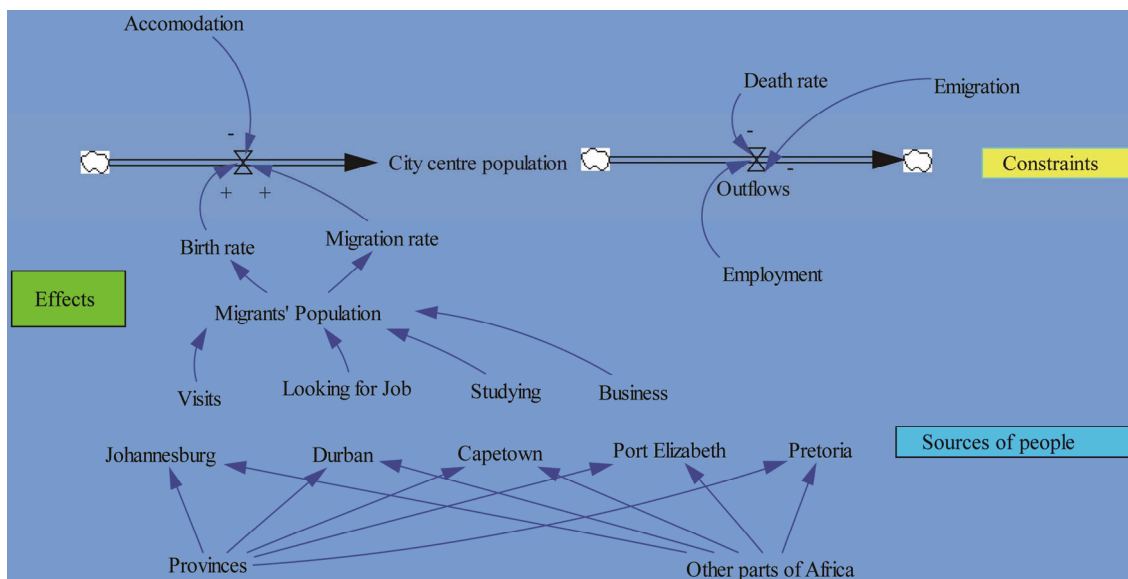 Accomodation
Death rate
Emigration
-
-
City centre population
Constraints
-
+ +
Outflows
Birth rate
Migration rate
Employment
Effects
Migrants' Population
Visits
Looking for Job
Studying
Business
Sources of people
Johannesburg
Durban
Capetown
Port Elizabeth
Pretoria
Provinces
Other parts of Africa